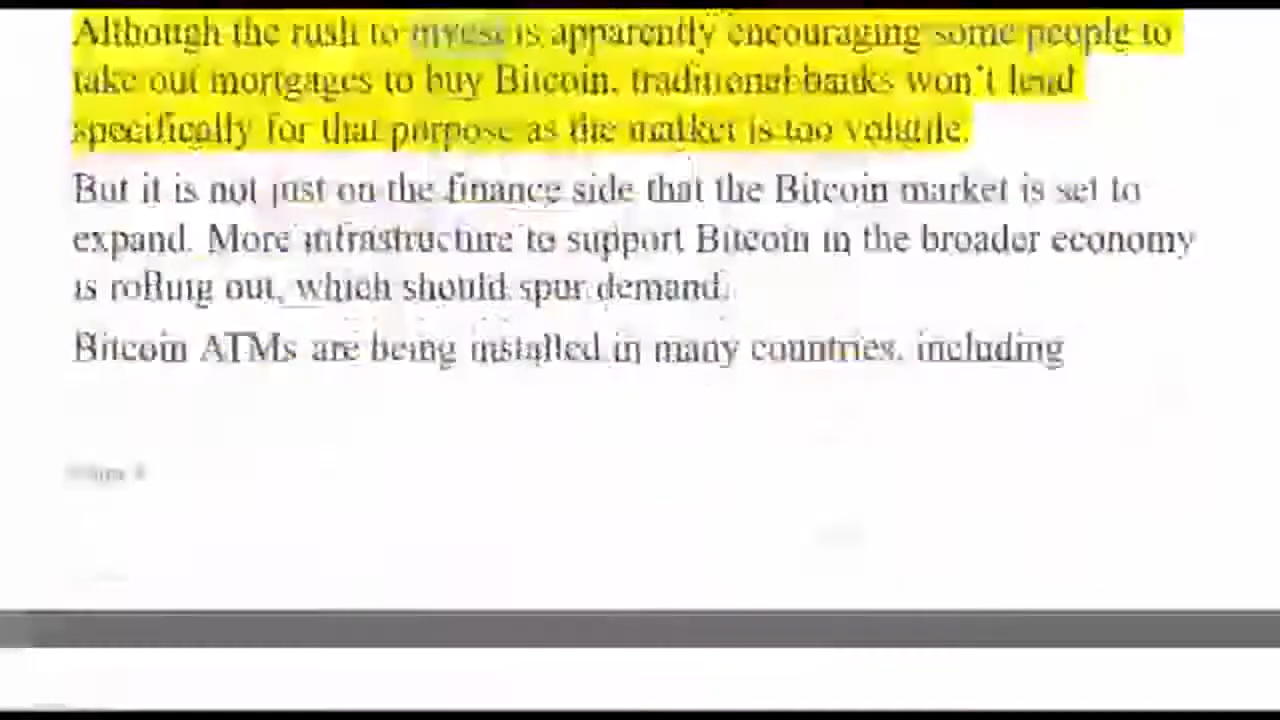 Although the rush to invest is apparently encouraging some people to
take out mortgages to buy Bitcoin, traditional banks won't lend
specifically for that purpose as the market is too volatile.
But it is not just on the finance side that the Bitcoin market is set to
expand. More infrastructure to support Bitcoin in the broader economy
is rolling out, which should spur demand.
Bitcoin ATMs are being installed in many countries, including